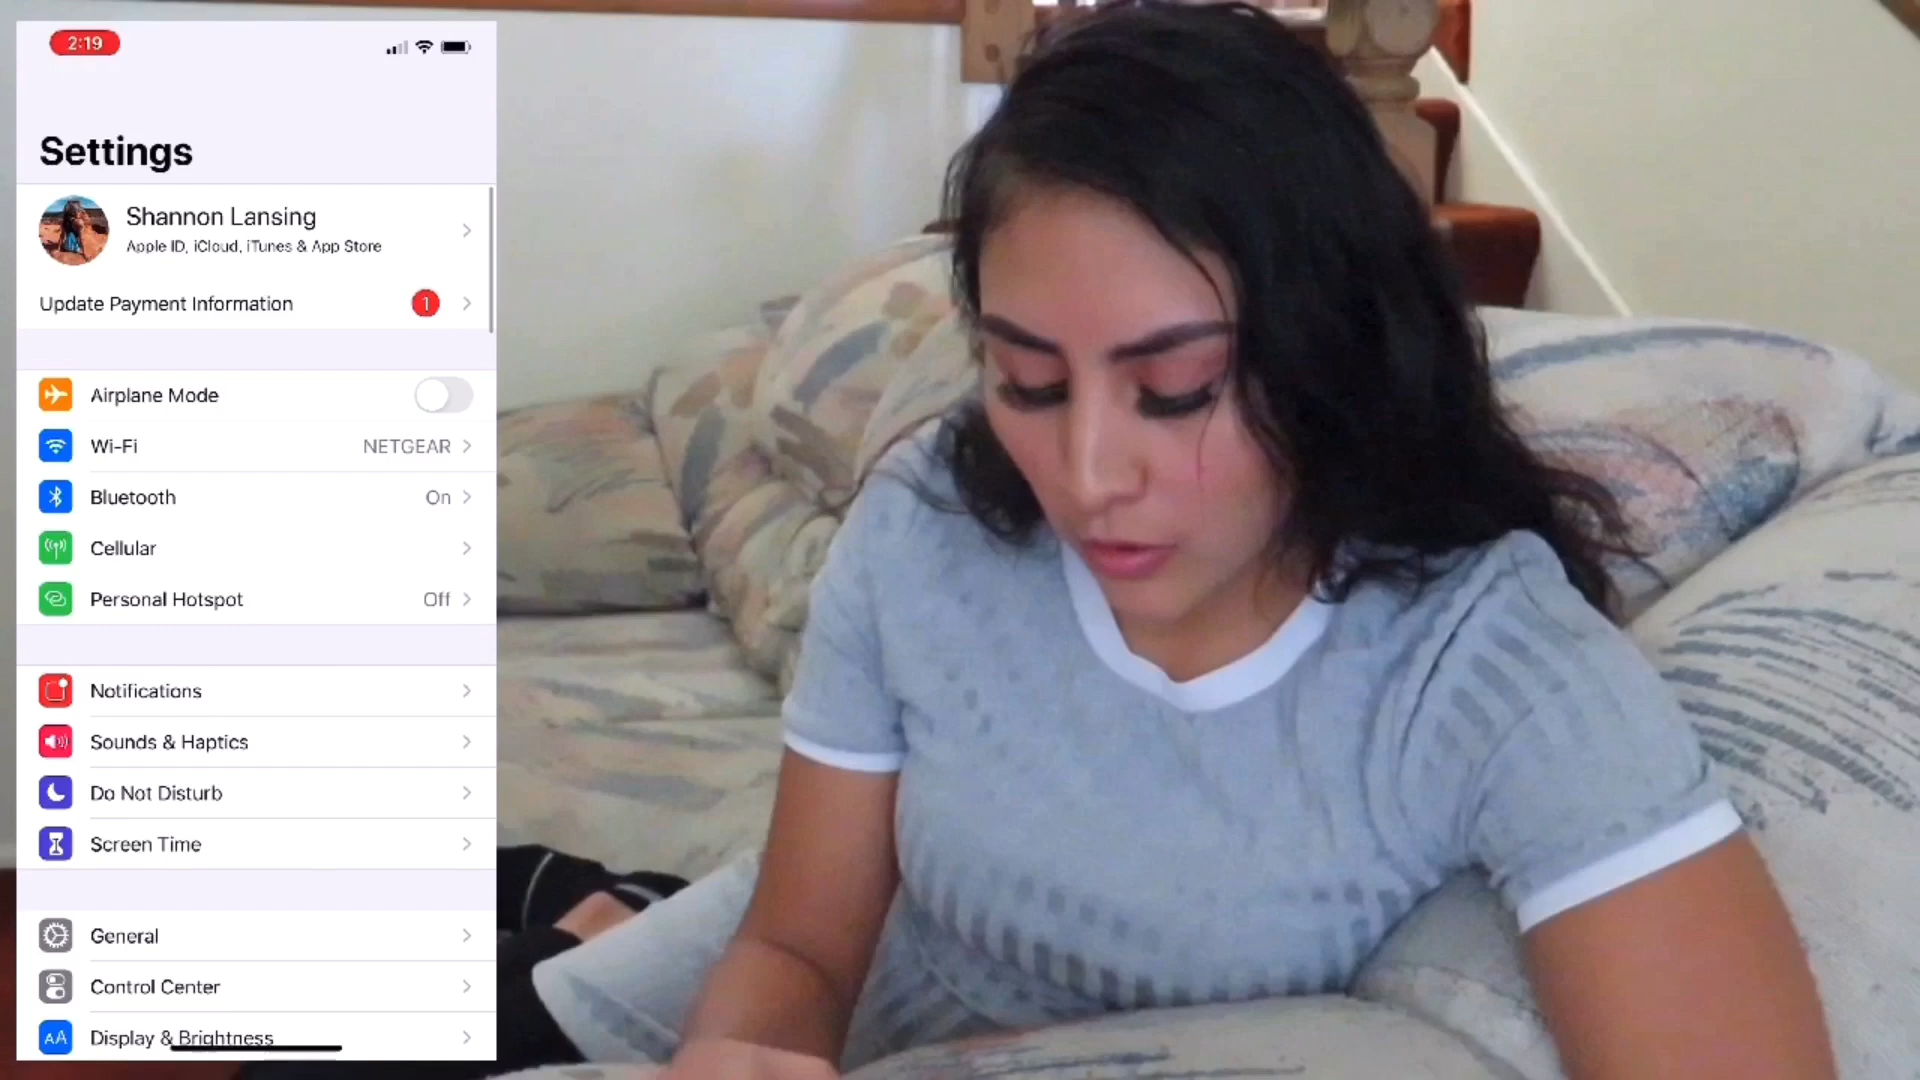 2:19
Settings
Shannon Lansing
Apple ID, iCloud, iTunes & App Store
Update Payment Information 1
Airplane Mode
Wi-Fi NETGEAR
Bluetooth On
Cellular
Personal Hotspot Off
Notifications
Sounds & Haptics
Do Not Disturb
Screen Time
General
Control Center
AA Display & Brightness